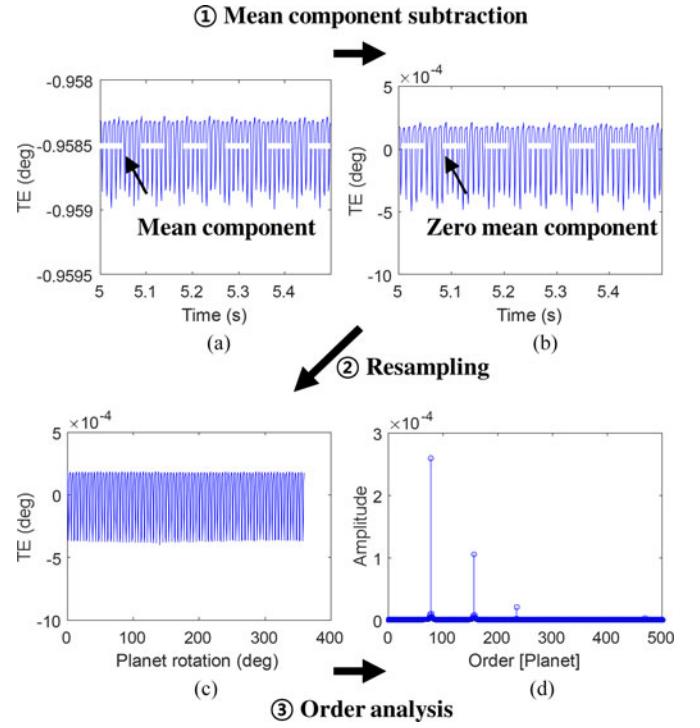 ① Mean component subtraction
-0.958
-0.9585
-0.959
-0.9595
TE (deg)
5 5.1 5.2 5.3 5.4
Time (s)
Mean component
(a)
×10⁻⁴
5
0
-5
-10
TE (deg)
5 5.1 5.2 5.3 5.4
Time (s)
Zero mean component
(b)
② Resampling
×10⁻⁴
5
0
-5
-10
TE (deg)
0 100 200 300 400
Planet rotation (deg)
(c)
×10⁻⁴
3
2
1
0
Amplitude
0 100 200 300 400 500
Order [Planet]
(d)
③ Order analysis